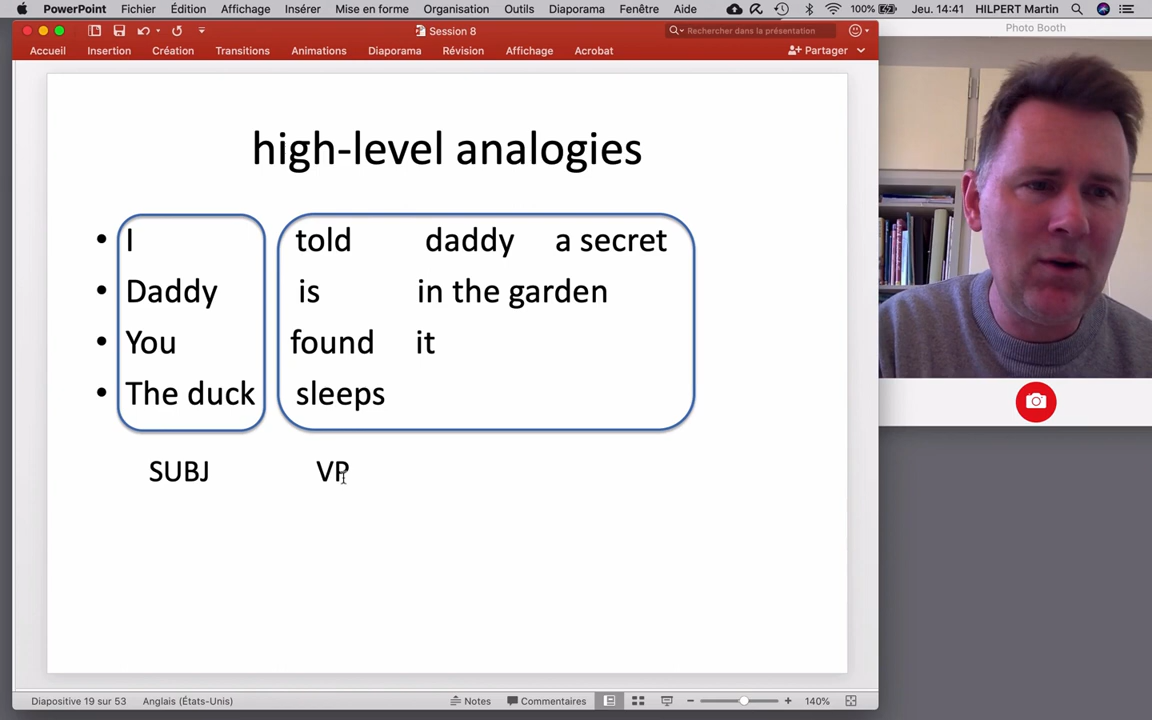 PowerPoint Fichier Édition Affichage Insérer Mise en forme Organisation Outils Diaporama Fenêtre Aide 100% Jeu. 14:41 HILPERT Martin
Session 8 Rechercher dans la présentation
Photo Booth
Accueil Insertion Création Transitions Animations Diaporama Révision Affichage Acrobat Partager
high-level analogies
• I told daddy a secret
• Daddy is in the garden
• You found it
• The duck sleeps
SUBJ VP
Diapositive 19 sur 53 Anglais (États-Unis) Notes Commentaires 140%